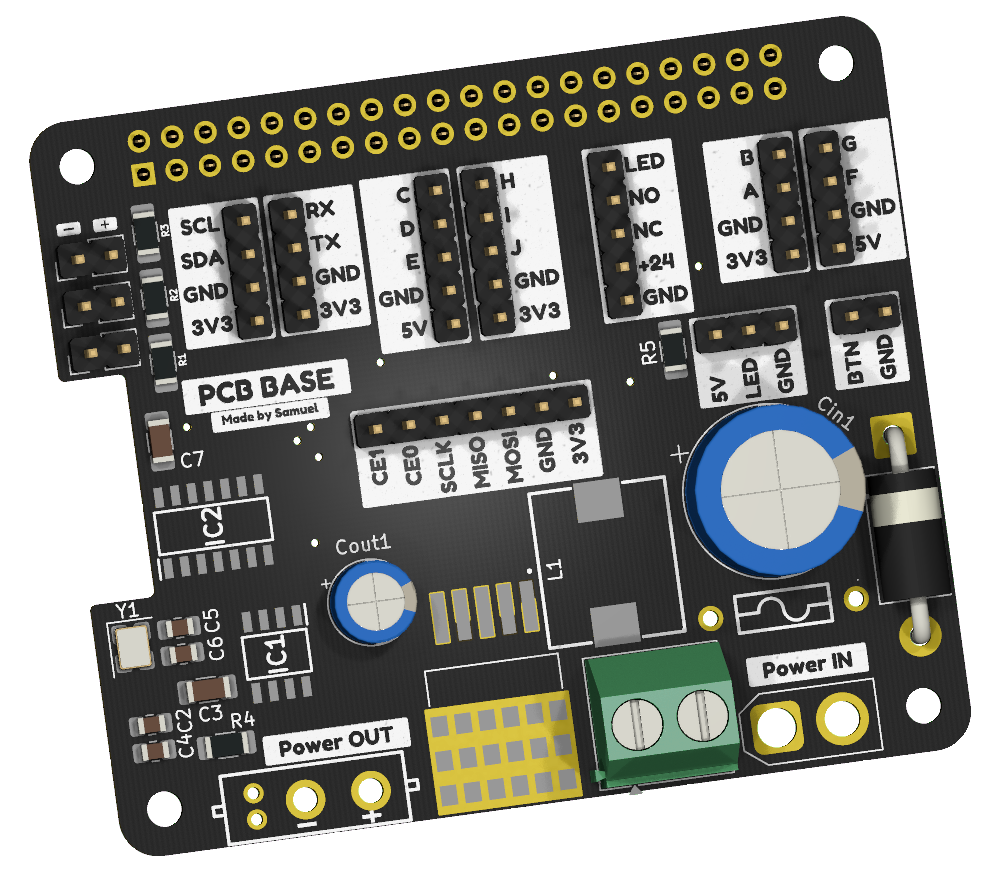 − +
R3
R2
R1
SCL
SDA
GND
3V3
RX
TX
GND
3V3
C
D
E
GND
5V
H
I
J
GND
3V3
LED
NO
NC
+24
GND
B
A
GND
3V3
G
F
GND
5V
R5
5V
LED
GND
BTN
GND
PCB BASE
Made by Samuel
CE1
CE0
SCLK
MISO
MOSI
GND
3V3
C7
IC2
Cout1
+
L1
Cin1
+
Y1
C5
C6
IC1
C3
C2
C4
R4
Power OUT
− +
Power IN